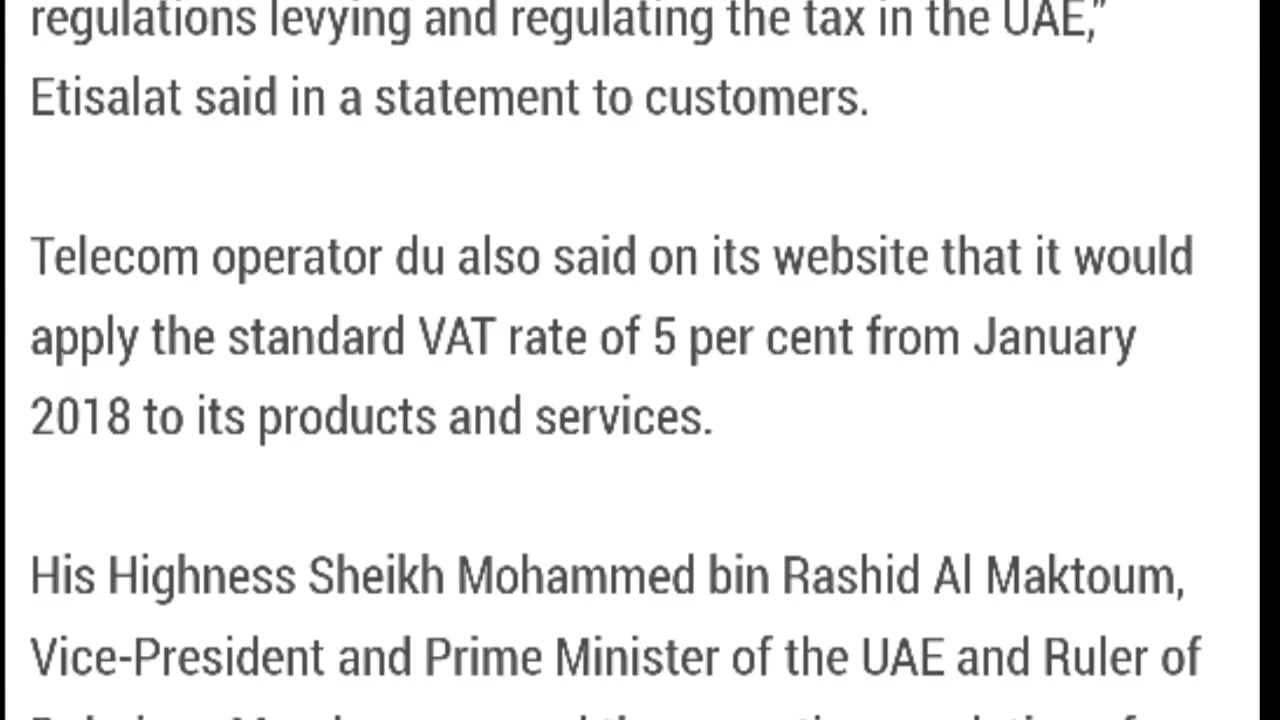 regulations levying and regulating the tax in the UAE,”
Etisalat said in a statement to customers.
Telecom operator du also said on its website that it would
apply the standard VAT rate of 5 per cent from January
2018 to its products and services.
His Highness Sheikh Mohammed bin Rashid Al Maktoum,
Vice-President and Prime Minister of the UAE and Ruler of